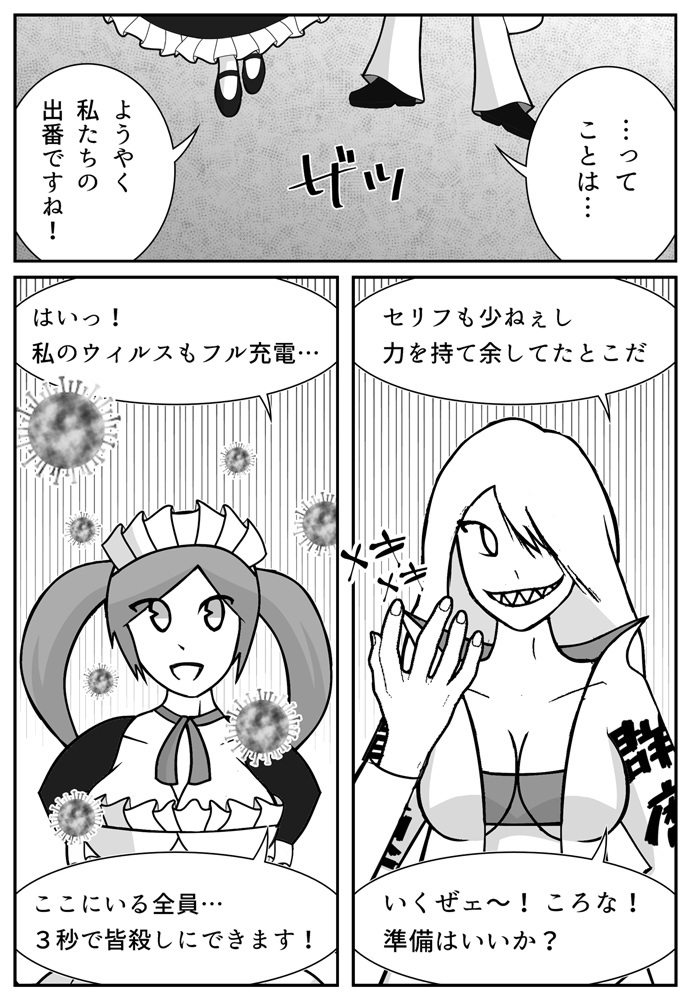 …って
ことは…
ザッ
ようやく
私たちの
出番ですね！
セリフも少ねぇし
力を持て余してたとこだ
メキ
メキ
いくぜェ～！ころな！
準備はいいか？
はいっ！
私のウィルスもフル充電…
ここにいる全員…
３秒で皆殺しにできます！